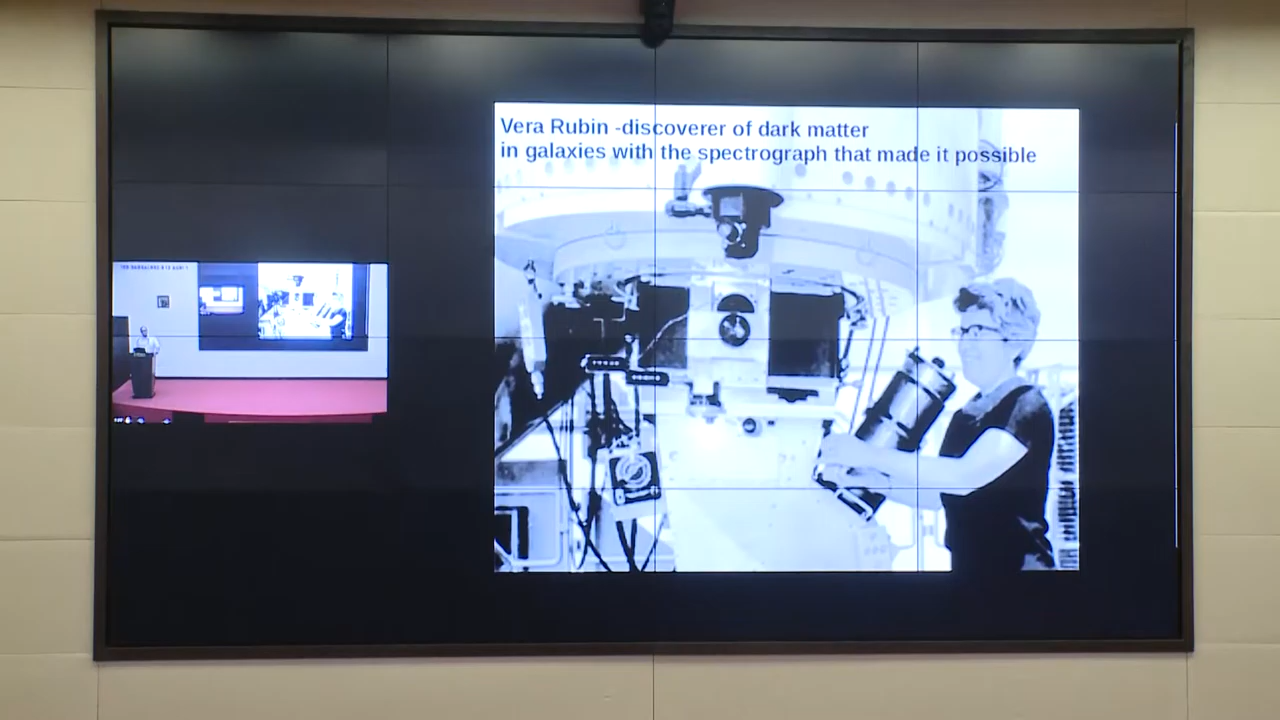 Vera Rubin -discoverer of dark matter
in galaxies with the spectrograph that made it possible